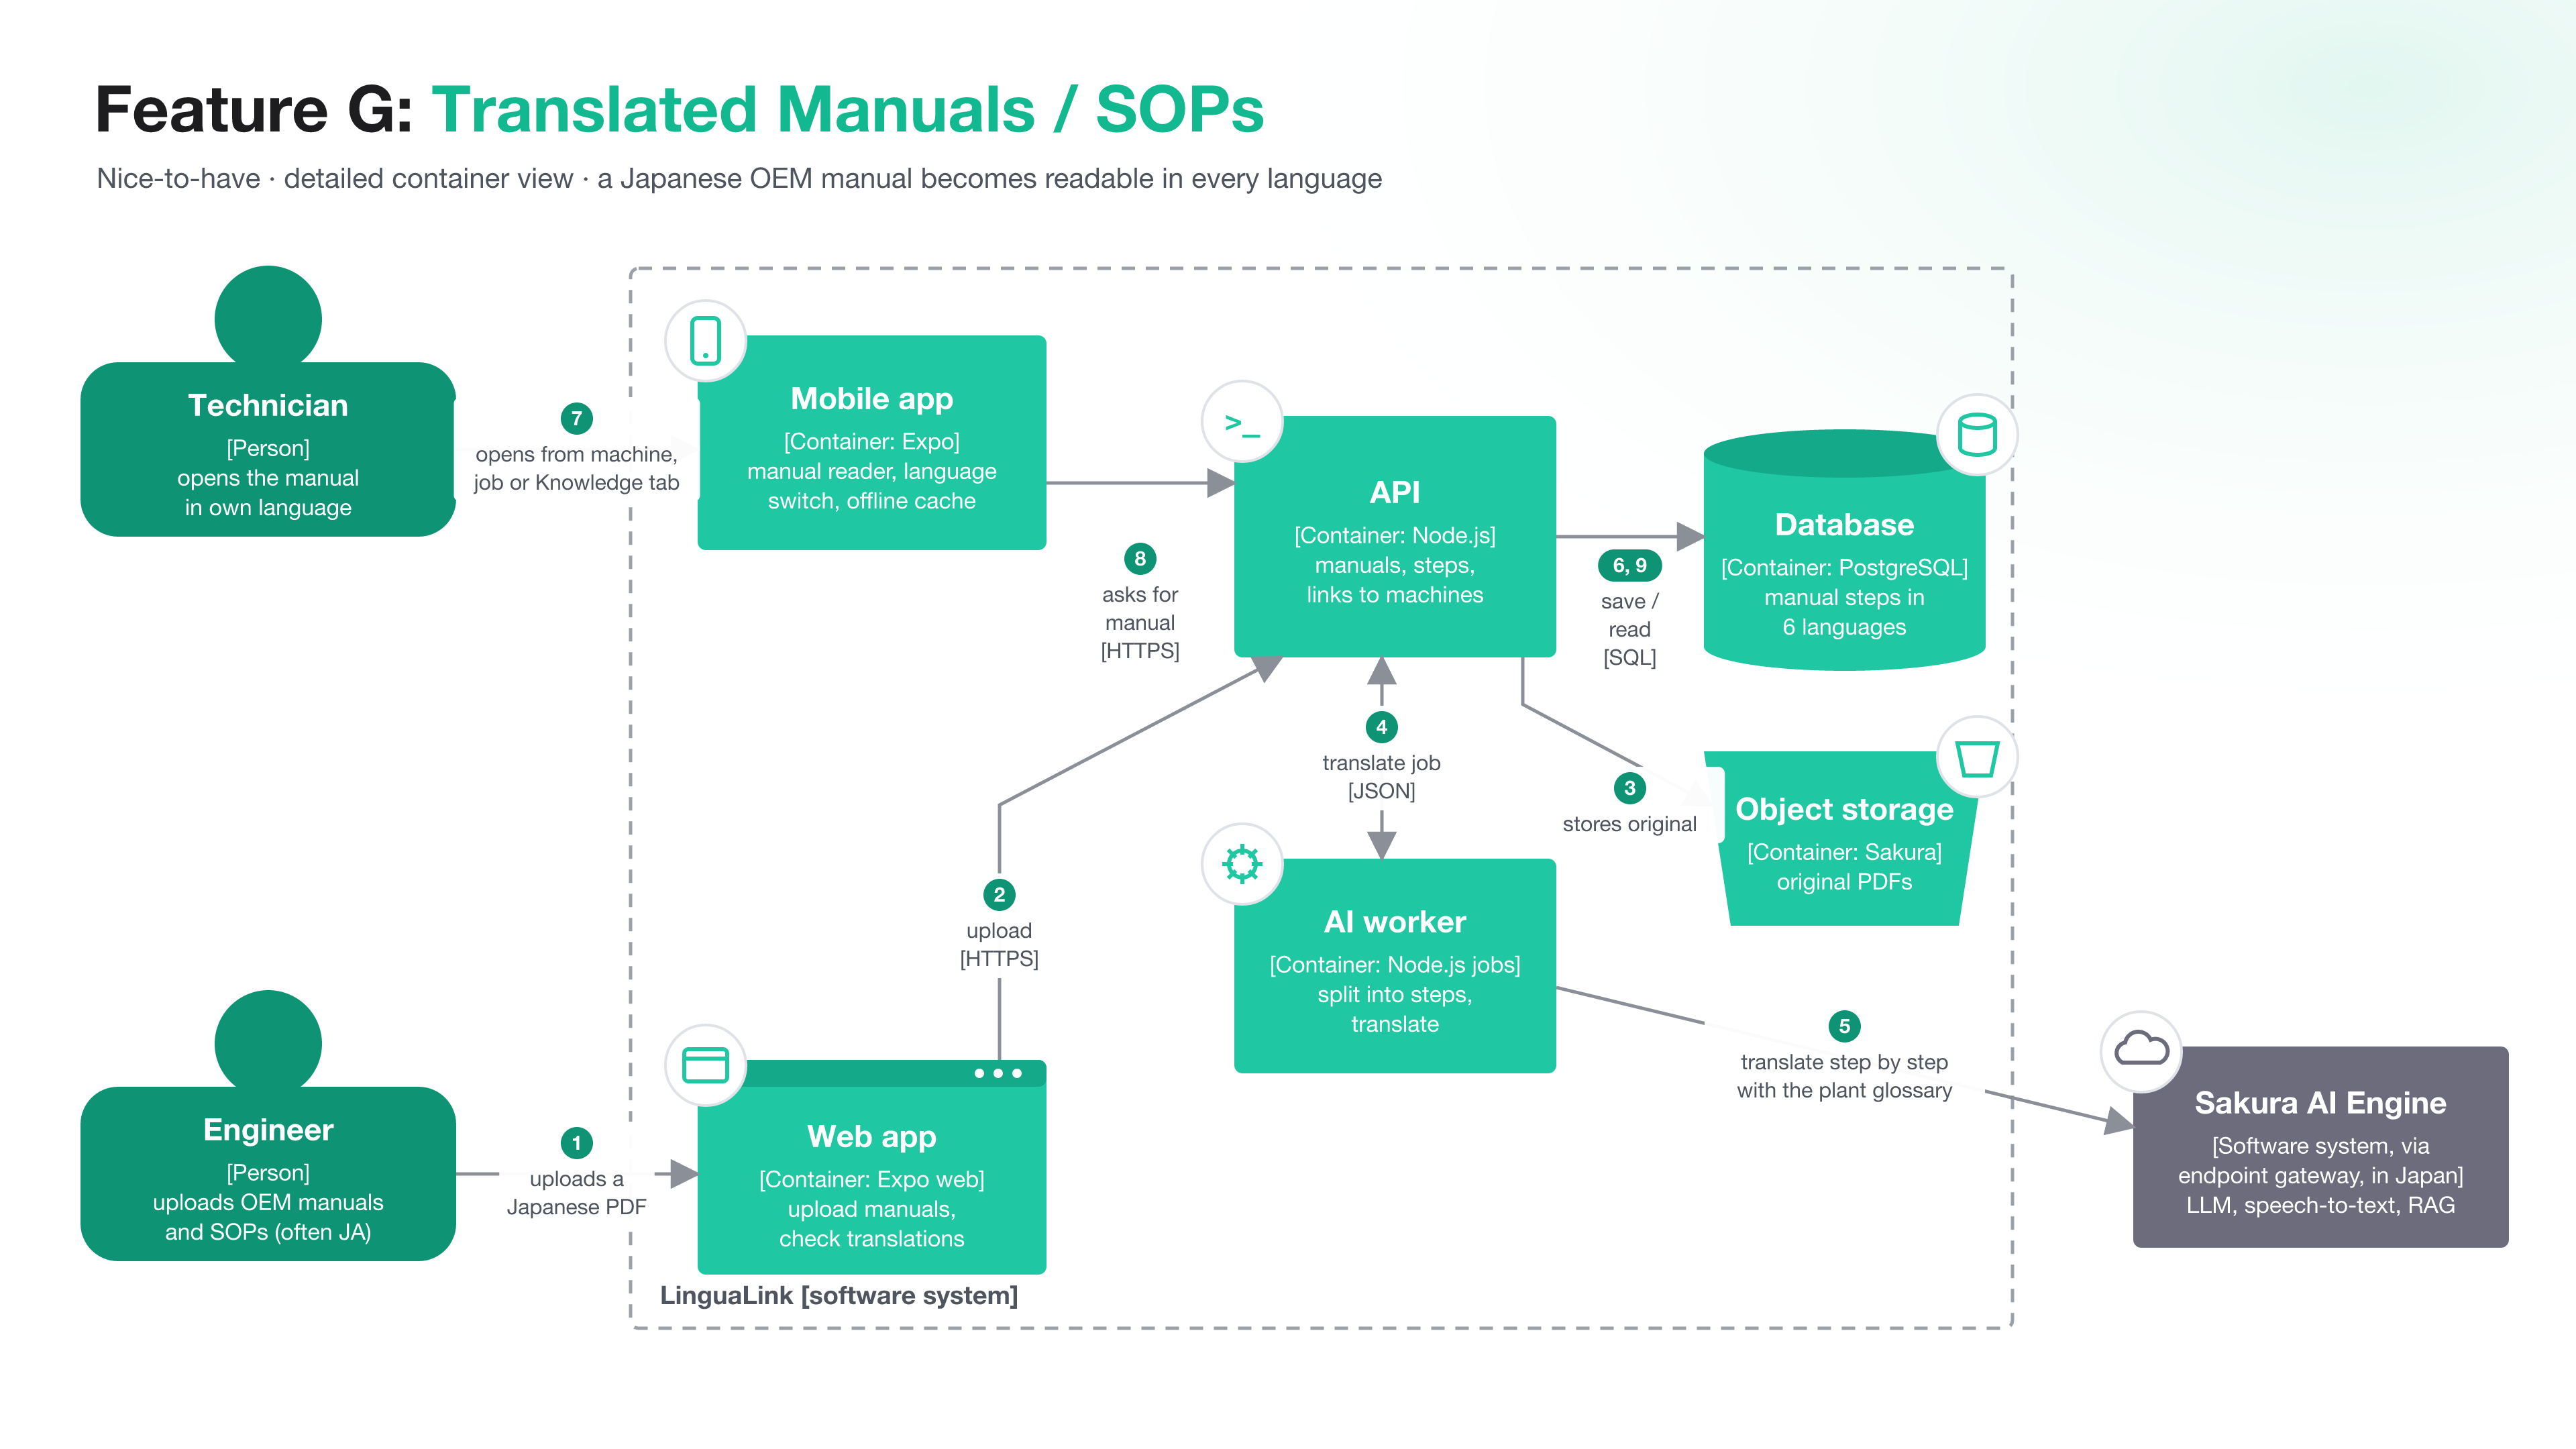 Feature G: Translated Manuals / SOPs
Nice-to-have · detailed container view · a Japanese OEM manual becomes readable in every language
Technician
[Person]
opens the manual
in own language
7
opens from machine,
job or Knowledge tab
Mobile app
[Container: Expo]
manual reader, language
switch, offline cache
8
asks for
manual
[HTTPS]
>_
API
[Container: Node.js]
manuals, steps,
links to machines
6, 9
save /
read
[SQL]
Database
[Container: PostgreSQL]
manual steps in
6 languages
4
translate job
[JSON]
3
stores original
Object storage
[Container: Sakura]
original PDFs
2
upload
[HTTPS]
AI worker
[Container: Node.js jobs]
split into steps,
translate
5
translate step by step
with the plant glossary
Engineer
[Person]
uploads OEM manuals
and SOPs (often JA)
1
uploads a
Japanese PDF
Web app
[Container: Expo web]
upload manuals,
check translations
Sakura AI Engine
[Software system, via
endpoint gateway, in Japan]
LLM, speech-to-text, RAG
LinguaLink [software system]